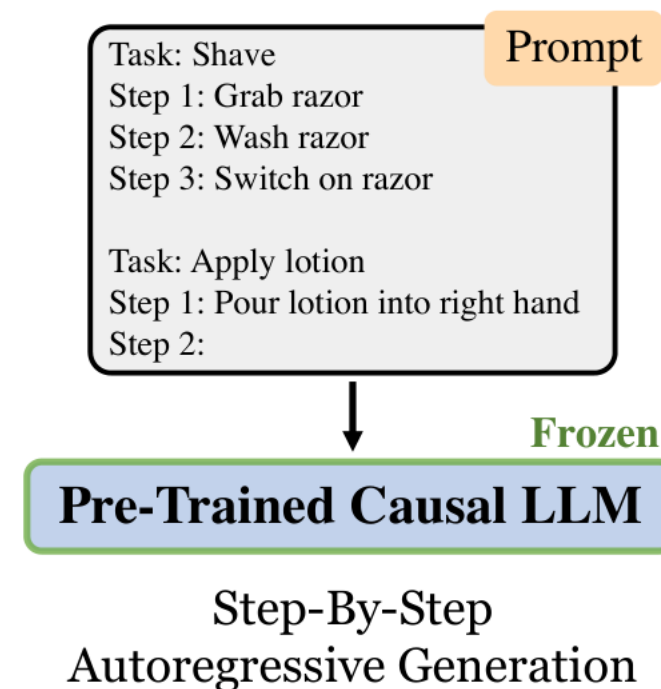 Prompt
Task: Shave
Step 1: Grab razor
Step 2: Wash razor
Step 3: Switch on razor
Task: Apply lotion
Step 1: Pour lotion into right hand
Step 2:
Frozen
Pre-Trained Causal LLM
Step-By-Step
Autoregressive Generation